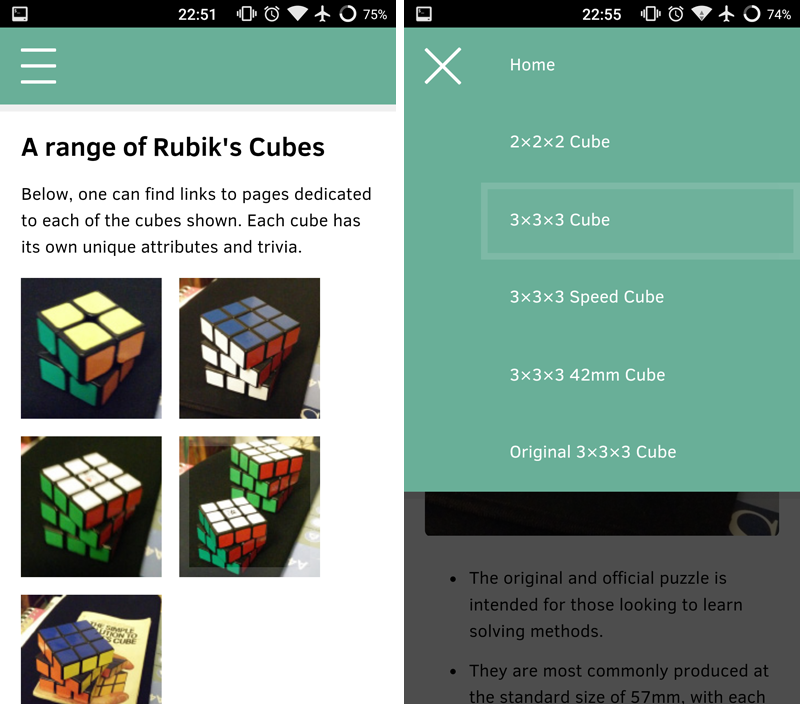 22:51
75%
A range of Rubik's Cubes
Below, one can find links to pages dedicated
to each of the cubes shown. Each cube has
its own unique attributes and trivia.
THE SIMPLE
SOLUTION TO
CUBE
22:55
74%
Home
2×2×2 Cube
3×3×3 Cube
3×3×3 Speed Cube
3×3×3 42mm Cube
Original 3×3×3 Cube
• The original and official puzzle is
intended for those looking to learn
solving methods.
• They are most commonly produced at
the standard size of 57mm, with each